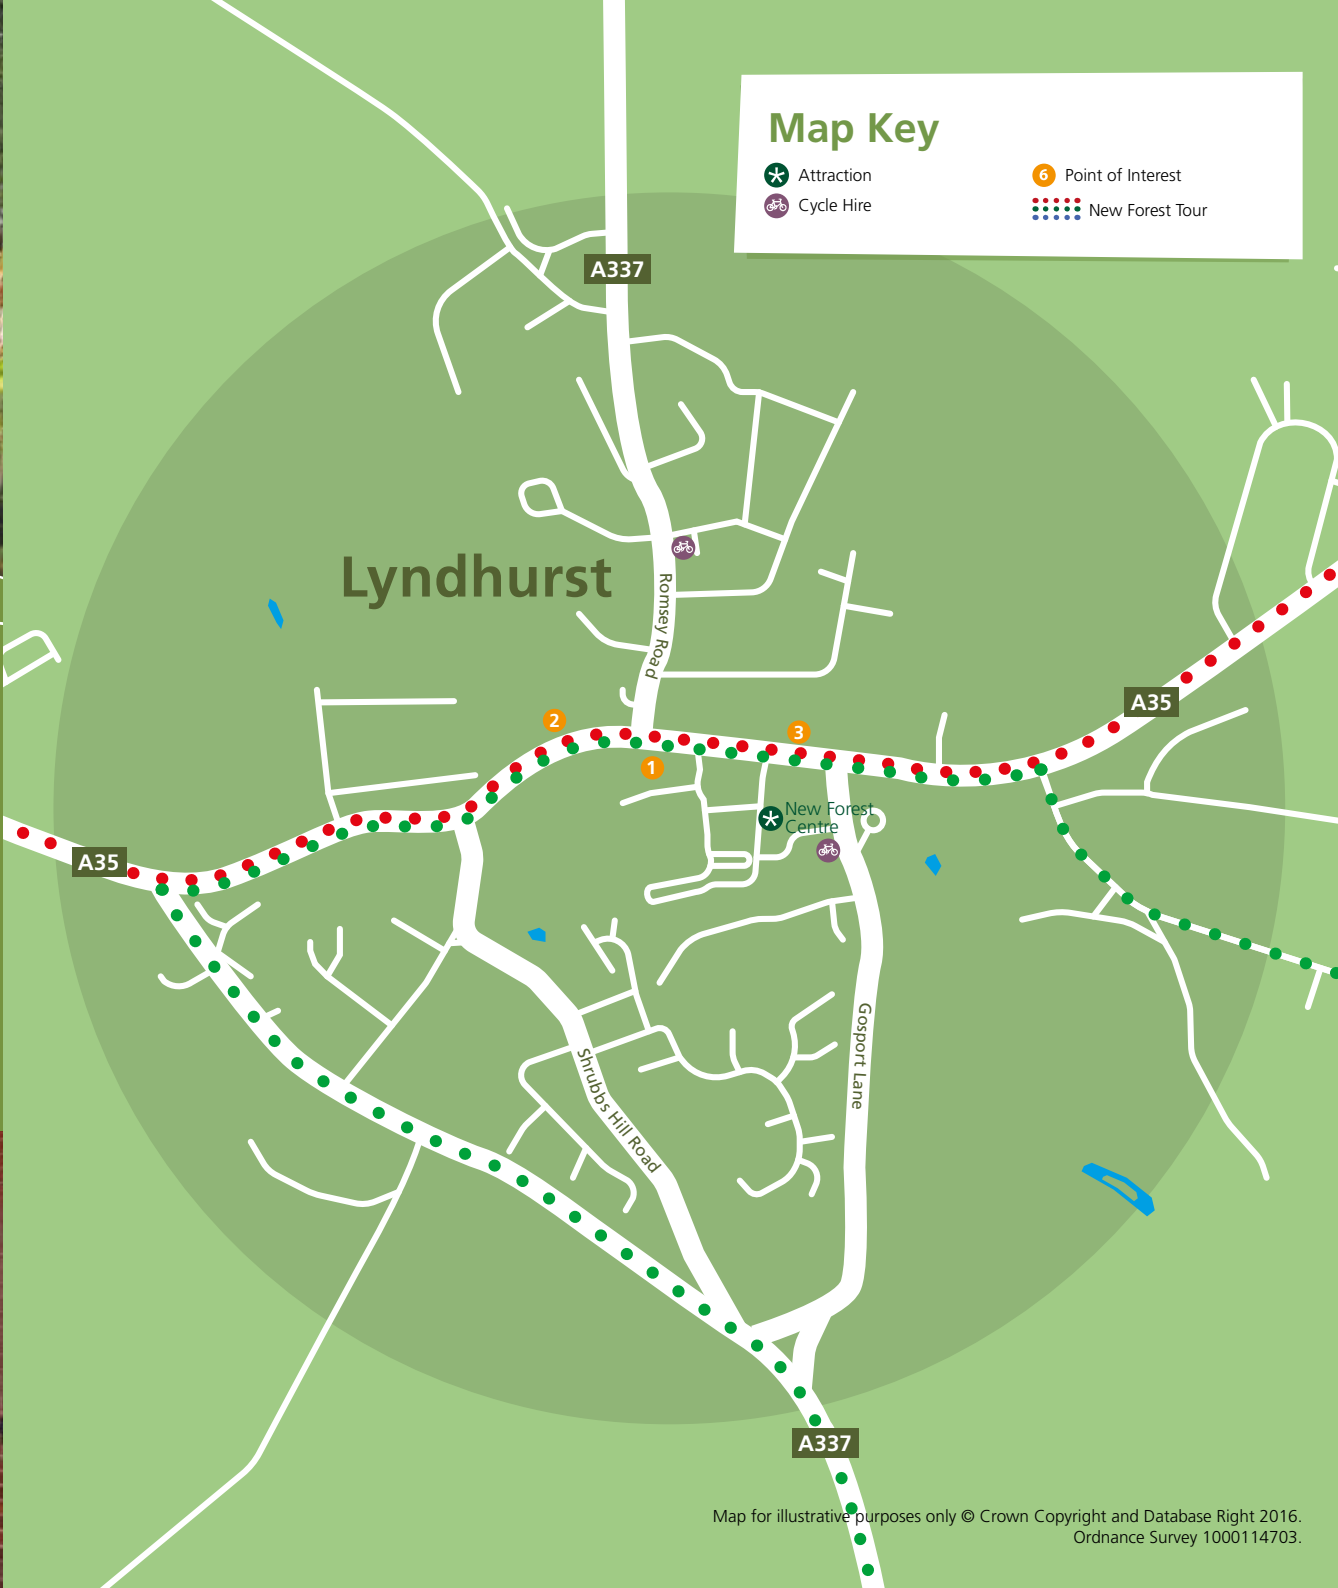 Map Key
Attraction
6 Point of Interest
Cycle Hire
New Forest Tour
A337
Lyndhurst
Romsey Road
A35
2
3
1
New Forest
Centre
A35
Gosport Lane
Shrubbs Hill Road
A337
Map for illustrative purposes only © Crown Copyright and Database Right 2016.
Ordnance Survey 1000114703.